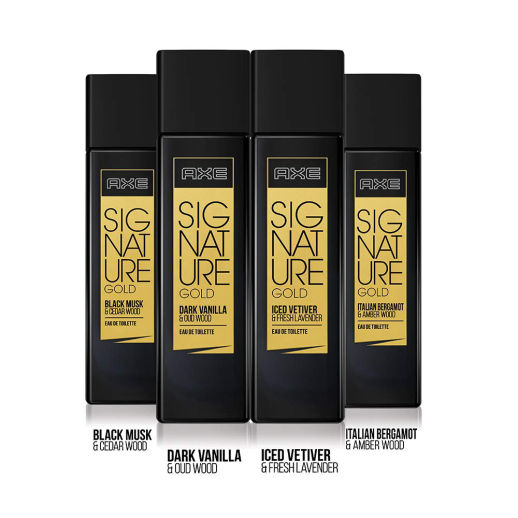 AXE
SIG
NAT
URE
GOLD
BLACK MUSK
& CEDAR WOOD
EAU DE TOILETTE
AXE
SIG
NAT
URE
GOLD
DARK VANILLA
& OUD WOOD
EAU DE TOILETTE
AXE
SIG
NAT
URE
GOLD
ICED VETIVER
& FRESH LAVENDER
EAU DE TOILETTE
AXE
SIG
NAT
URE
GOLD
ITALIAN BERGAMOT
& AMBER WOOD
EAU DE TOILETTE
BLACK MUSK
& CEDAR WOOD
DARK VANILLA
& OUD WOOD
ICED VETIVER
& FRESH LAVENDER
ITALIAN BERGAMOT
& AMBER WOOD